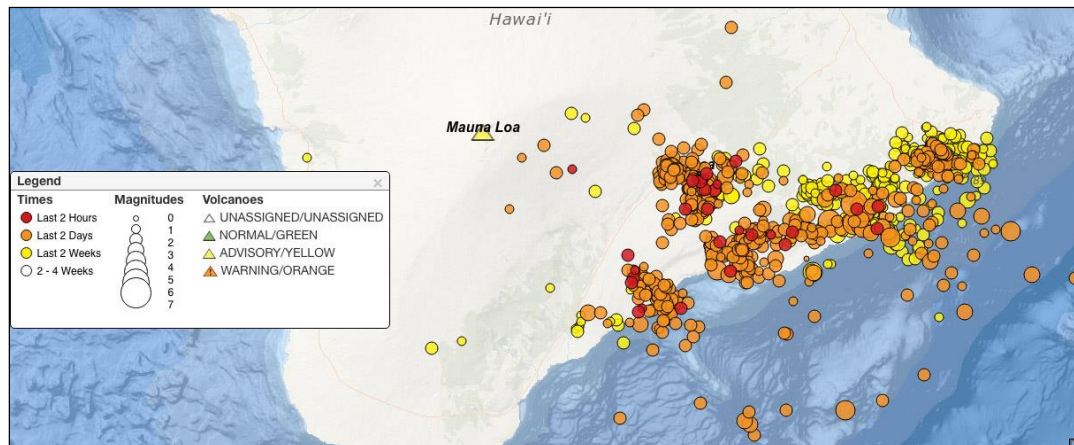 Hawai'i
Mauna Loa
Legend
Times
Last 2 Hours
Last 2 Days
Last 2 Weeks
2 - 4 Weeks
Magnitudes
0
1
2
3
4
5
6
7
Volcanoes
UNASSIGNED/UNASSIGNED
NORMAL/GREEN
ADVISORY/YELLOW
WARNING/ORANGE